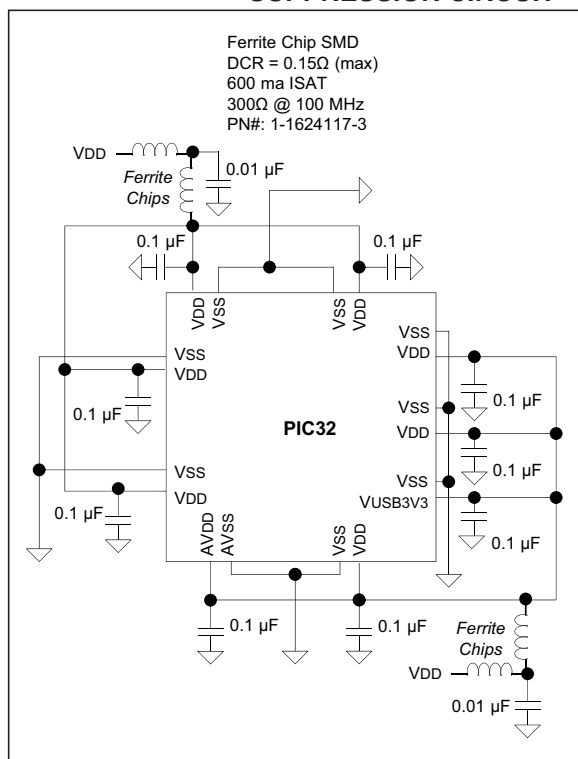 Ferrite Chip SMD
DCR = 0.15Ω (max)
600 ma ISAT
300Ω @ 100 MHz
PN#: 1-1624117-3
VDD
0.01 µF
Ferrite
Chips
0.1 µF
0.1 µF
VDD
VSS
VSS
VDD
VSS
VDD
VSS
VDD
0.1 µF
0.1 µF
VSS
PIC32
VDD
0.1 µF
VSS
VDD
VSS
VUSB3V3
0.1 µF
0.1 µF
AVDD
AVSS
VSS
VDD
0.1 µF
0.1 µF
Ferrite
Chips
VDD
0.01 µF